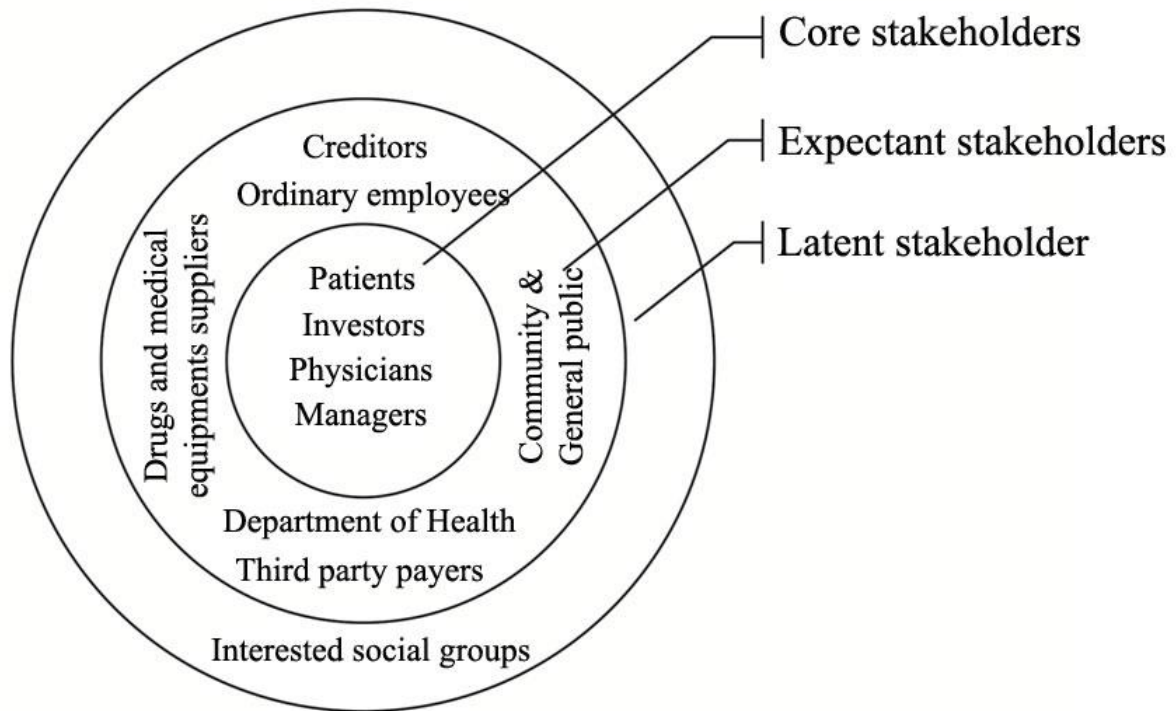 Core stakeholders
Expectant stakeholders
Latent stakeholder
Creditors
Ordinary employees
Drugs and medical
equipments suppliers
Patients
Investors
Physicians
Managers
Community &
General public
Department of Health
Third party payers
Interested social groups